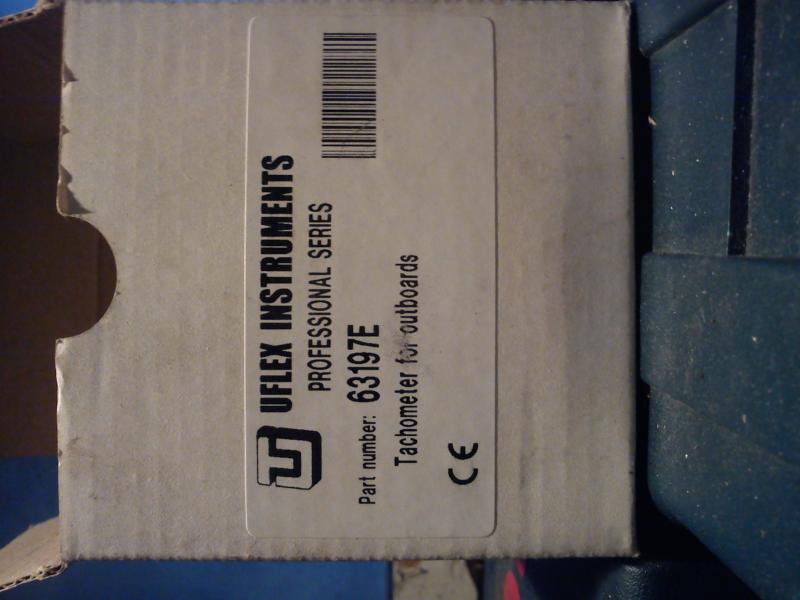 UFLEX INSTRUMENTS
PROFESSIONAL SERIES
Part number: 63197E
Tachometer for outboards
CE